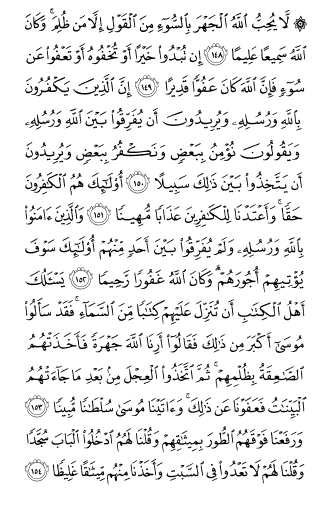 ۞ لَّا يُحِبُّ ٱللَّهُ ٱلْجَهْرَ بِٱلسُّوٓءِ مِنَ ٱلْقَوْلِ إِلَّا مَن ظُلِمَ ۚ وَكَانَ
ٱللَّهُ سَمِيعًا عَلِيمًا ١٤٨ إِن تُبْدُوا۟ خَيْرًا أَوْ تُخْفُوهُ أَوْ تَعْفُوا۟ عَن
سُوٓءٍ فَإِنَّ ٱللَّهَ كَانَ عَفُوًّا قَدِيرًا ١٤٩ إِنَّ ٱلَّذِينَ يَكْفُرُونَ
بِٱللَّهِ وَرُسُلِهِۦ وَيُرِيدُونَ أَن يُفَرِّقُوا۟ بَيْنَ ٱللَّهِ وَرُسُلِهِۦ
وَيَقُولُونَ نُؤْمِنُ بِبَعْضٍ وَنَكْفُرُ بِبَعْضٍ وَيُرِيدُونَ
أَن يَتَّخِذُوا۟ بَيْنَ ذَٰلِكَ سَبِيلًا ١٥٠ أُو۟لَـٰٓئِكَ هُمُ ٱلْكَـٰفِرُونَ
حَقًّا ۚ وَأَعْتَدْنَا لِلْكَـٰفِرِينَ عَذَابًا مُّهِينًا ١٥١ وَٱلَّذِينَ ءَامَنُوا۟
بِٱللَّهِ وَرُسُلِهِۦ وَلَمْ يُفَرِّقُوا۟ بَيْنَ أَحَدٍ مِّنْهُمْ أُو۟لَـٰٓئِكَ سَوْفَ
يُؤْتِيهِمْ أُجُورَهُمْ ۗ وَكَانَ ٱللَّهُ غَفُورًا رَّحِيمًا ١٥٢ يَسْـَٔلُكَ
أَهْلُ ٱلْكِتَـٰبِ أَن تُنَزِّلَ عَلَيْهِمْ كِتَـٰبًا مِّنَ ٱلسَّمَآءِ ۚ فَقَدْ سَأَلُوا۟
مُوسَىٰٓ أَكْبَرَ مِن ذَٰلِكَ فَقَالُوٓا۟ أَرِنَا ٱللَّهَ جَهْرَةً فَأَخَذَتْهُمُ
ٱلصَّـٰعِقَةُ بِظُلْمِهِمْ ۚ ثُمَّ ٱتَّخَذُوا۟ ٱلْعِجْلَ مِنۢ بَعْدِ مَا جَآءَتْهُمُ
ٱلْبَيِّنَـٰتُ فَعَفَوْنَا عَن ذَٰلِكَ ۚ وَءَاتَيْنَا مُوسَىٰ سُلْطَـٰنًا مُّبِينًا ١٥٣
وَرَفَعْنَا فَوْقَهُمُ ٱلطُّورَ بِمِيثَـٰقِهِمْ وَقُلْنَا لَهُمُ ٱدْخُلُوا۟ ٱلْبَابَ سُجَّدًا
وَقُلْنَا لَهُمْ لَا تَعْدُوا۟ فِى ٱلسَّبْتِ وَأَخَذْنَا مِنْهُم مِّيثَـٰقًا غَلِيظًا ١٥٤